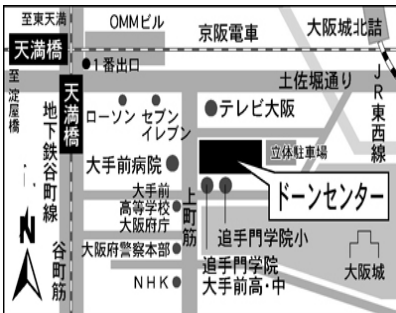 至東天満
OMMビル
京阪電車
大阪城北詰
天満橋
1番出口
土佐堀通り
至
淀屋橋
天満橋
ローソン
セブン
イレブン
テレビ大阪
JR東西線
地下鉄谷町線
大手前病院
立体駐車場
ドーンセンター
大手前
高等学校
大阪府庁
上町筋
追手門学院小
N
谷町筋
大阪府警察本部
追手門学院
大手前高・中
大阪城
NHK